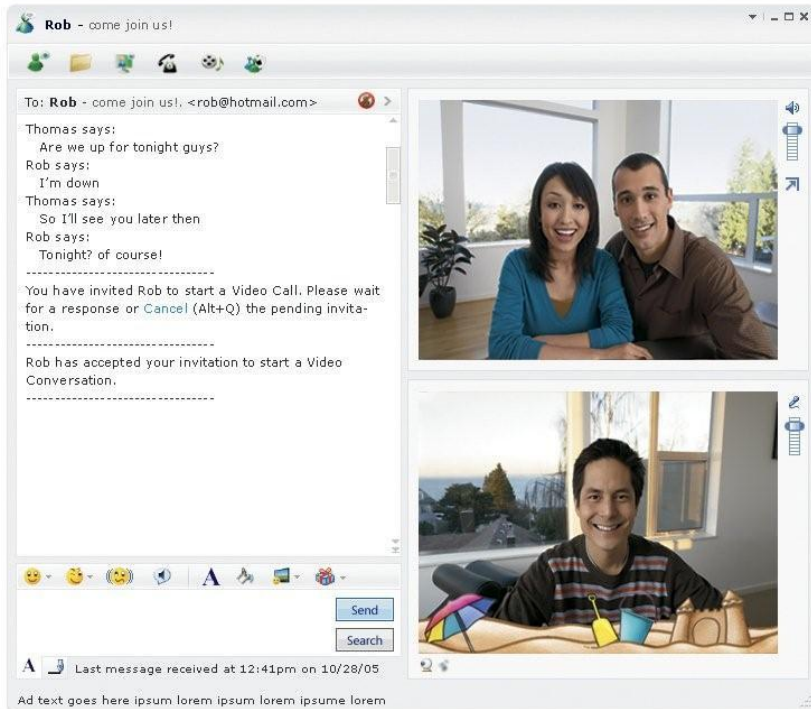 Rob - come join us!
To: Rob - come join us!, <rob@hotmail.com>
Thomas says:
Are we up for tonight guys?
Rob says:
I'm down
Thomas says:
So I'll see you later then
Rob says:
Tonight? of course!
--------------------------------
You have invited Rob to start a Video Call. Please wait
for a response or Cancel (Alt+Q) the pending invita-
tion.
--------------------------------
Rob has accepted your invitation to start a Video
Conversation.
--------------------------------
A
Send
Search
A Last message received at 12:41pm on 10/28/05
Ad text goes here ipsum lorem ipsum lorem ipsume lorem